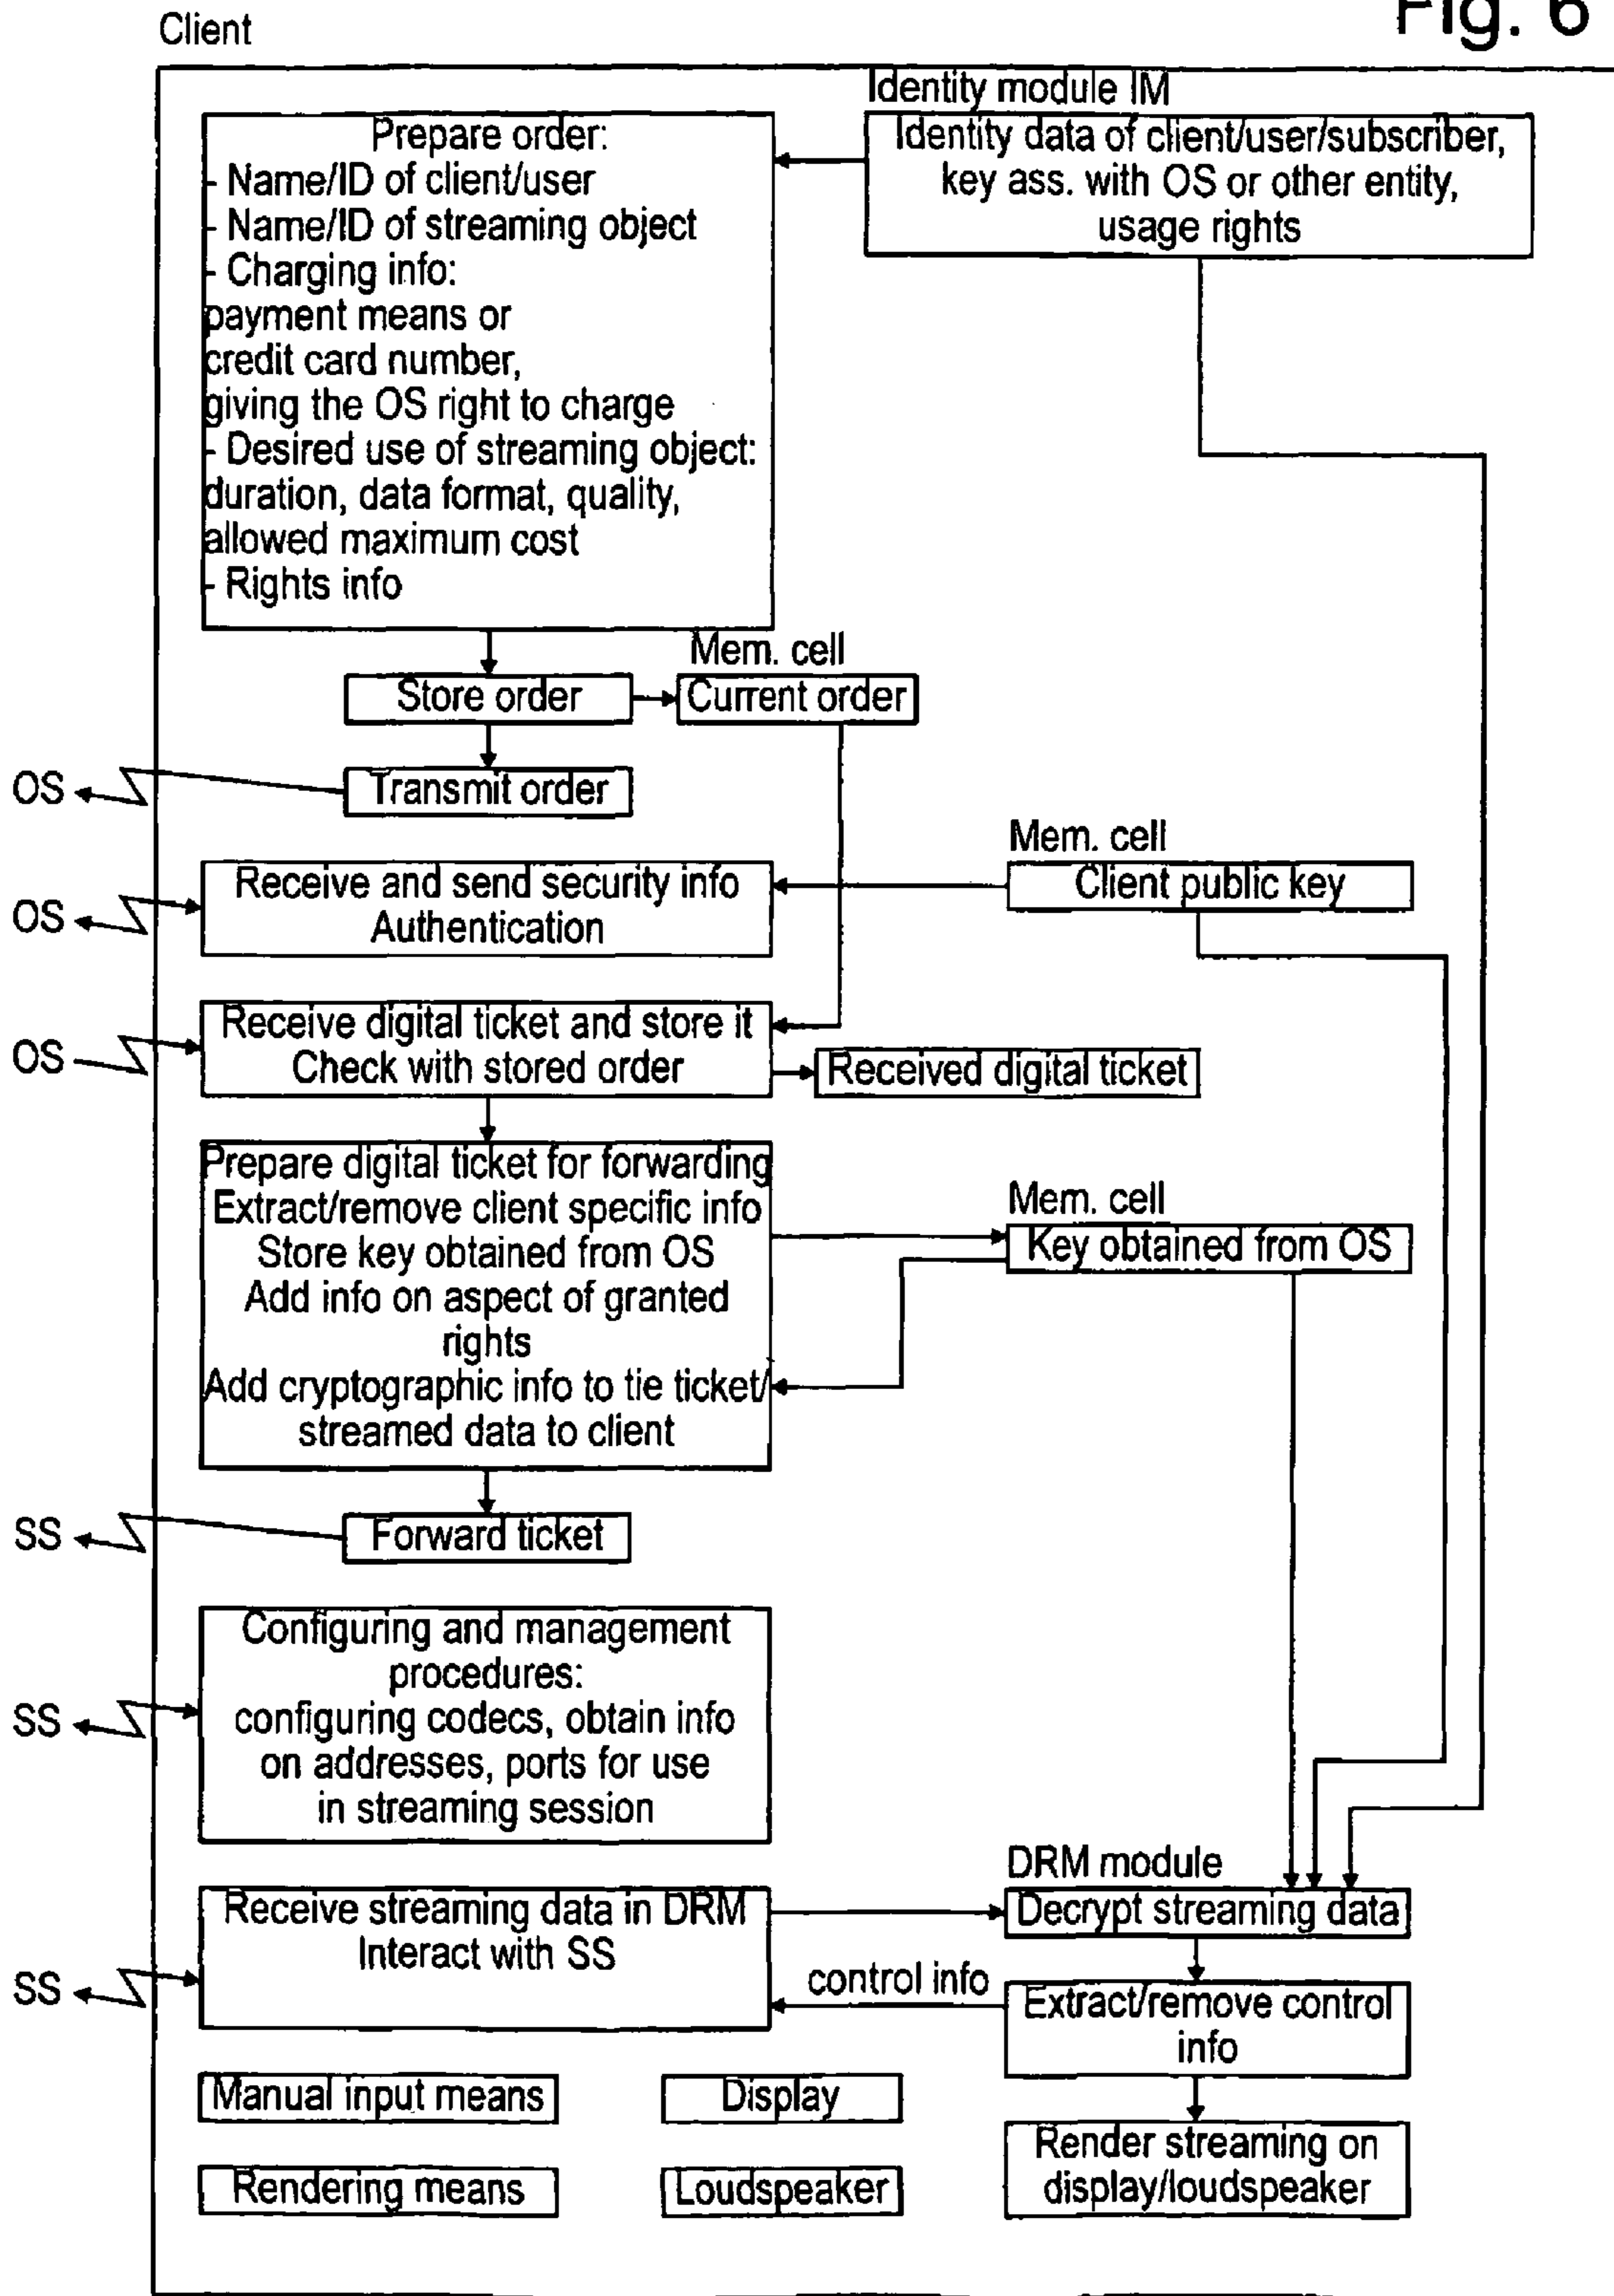 Fig. 6
Client
Identity module IM
Prepare order:
- Name/ID of client/user
- Name/ID of streaming object
- Charging info:
payment means or
credit card number,
giving the OS right to charge
- Desired use of streaming object:
duration, data format, quality,
allowed maximum cost
- Rights info
Identity data of client/user/subscriber,
key ass. with OS or other entity,
usage rights
Mem. cell
Store order
Current order
OS
Transmit order
Mem. cell
OS
Receive and send security info
Authentication
Client public key
OS
Receive digital ticket and store it
Check with stored order
Received digital ticket
Prepare digital ticket for forwarding
Extract/remove client specific info
Store key obtained from OS
Add info on aspect of granted
rights
Add cryptographic info to tie ticket/
streamed data to client
Mem. cell
Key obtained from OS
SS
Forward ticket
SS
Configuring and management
procedures:
configuring codecs, obtain info
on addresses, ports for use
in streaming session
DRM module
SS
Receive streaming data in DRM
Interact with SS
Decrypt streaming data
control info
Extract/remove control
info
Manual input means
Display
Render streaming on
display/loudspeaker
Rendering means
Loudspeaker